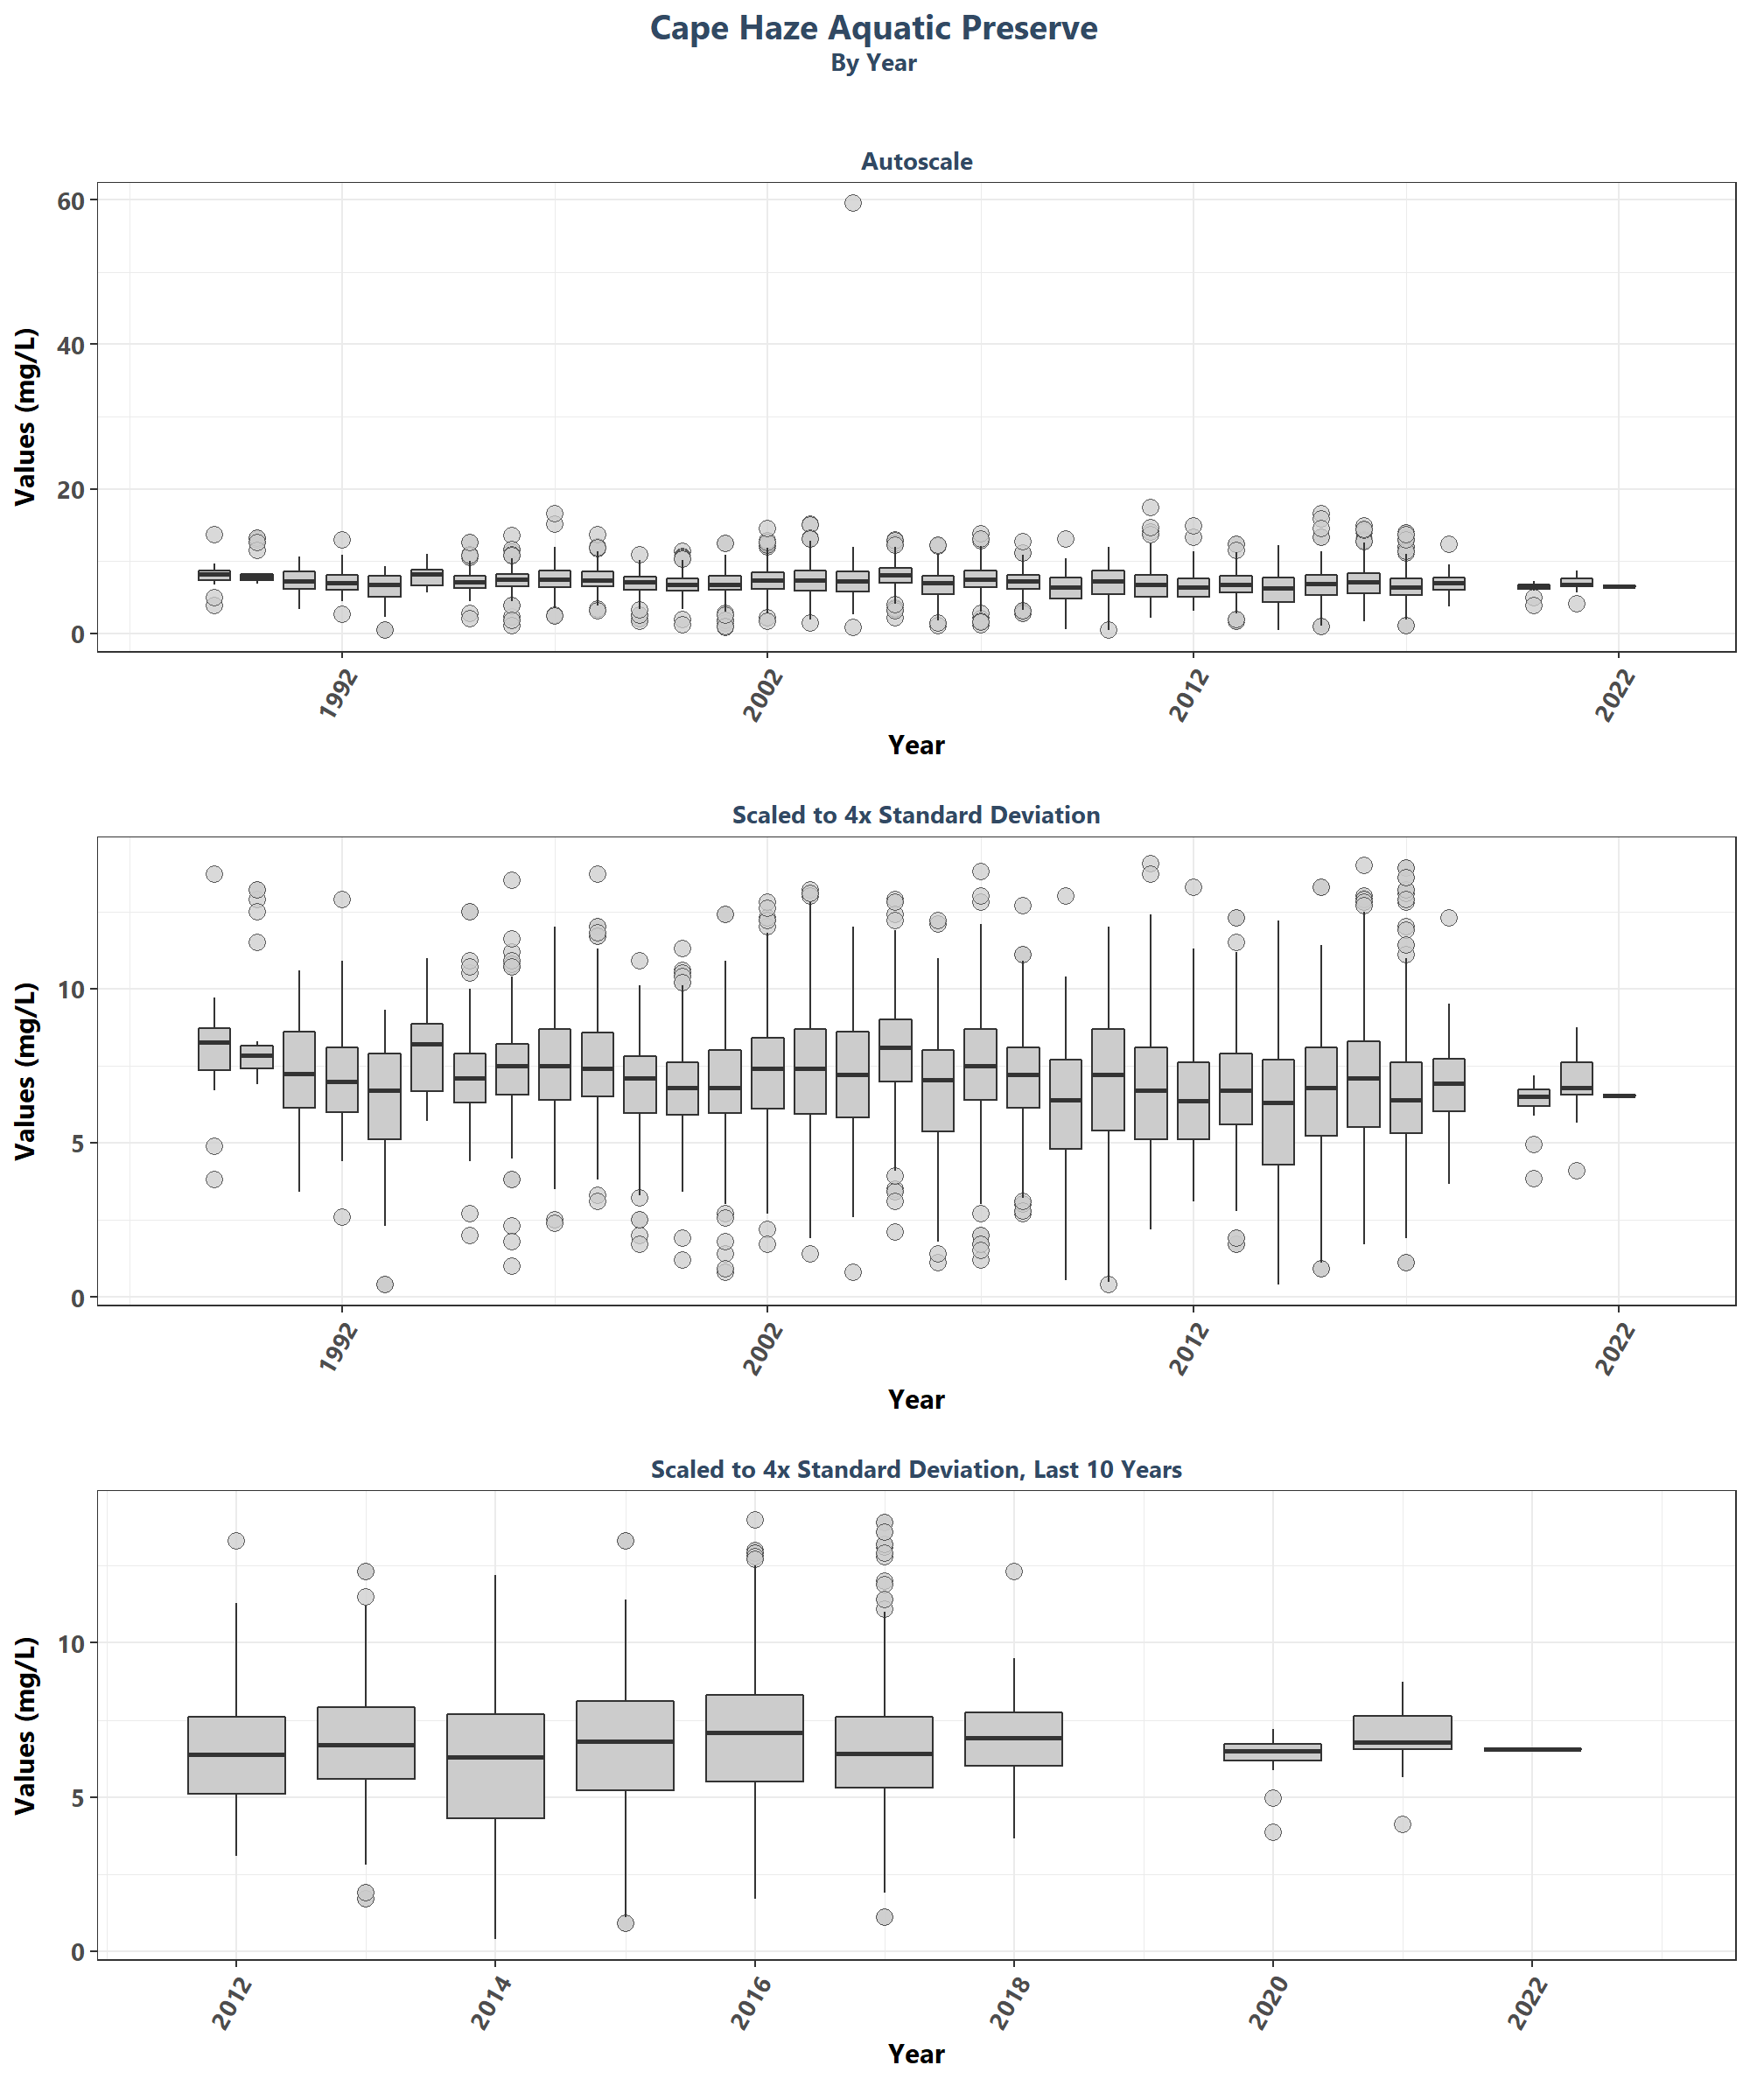 Cape Haze Aquatic Preserve
By Year
Autoscale
Values (mg/L)
60
40
20
0
1992
2002
2012
2022
Year
Scaled to 4x Standard Deviation
Values (mg/L)
10
5
0
1992
2002
2012
2022
Year
Scaled to 4x Standard Deviation, Last 10 Years
Values (mg/L)
10
5
0
2012
2014
2016
2018
2020
2022
Year